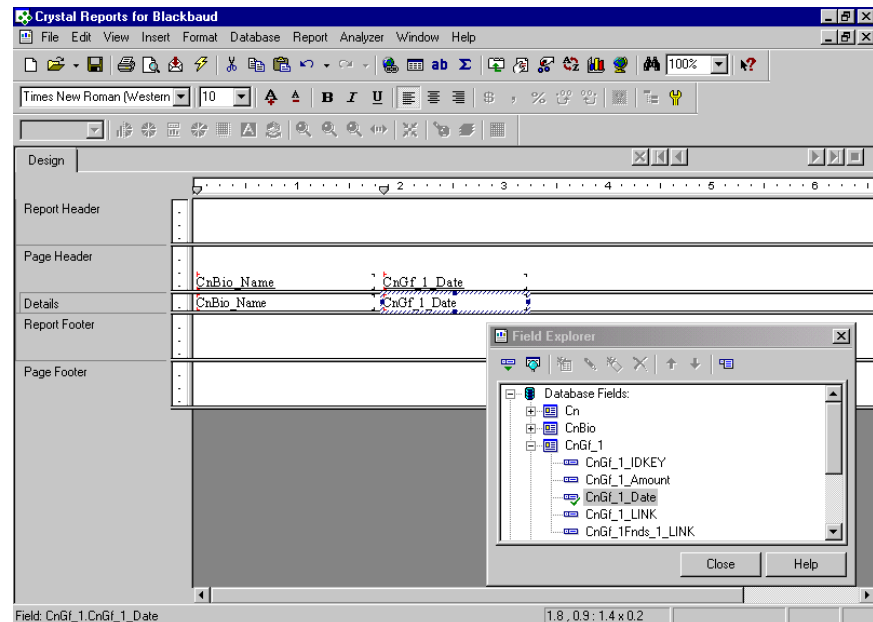 Crystal Reports for Blackbaud
File Edit View Insert Format Database Report Analyzer Window Help
ab Σ 100%
Times New Roman (Western 10 B I U $ , %
A
Design
1 2 3 4 5 6
Report Header
Page Header
CnBio_Name CnGf_1_Date
Details
CnBio_Name CnGf_1_Date
Report Footer
Page Footer
Field Explorer
Database Fields:
Cn
CnBio
CnGf_1
CnGf_1_IDKEY
CnGf_1_Amount
CnGf_1_Date
CnGf_1_LINK
CnGf_1Fnds_1_LINK
Close Help
Field: CnGf_1.CnGf_1_Date 1.8 , 0.9 : 1.4 x 0.2